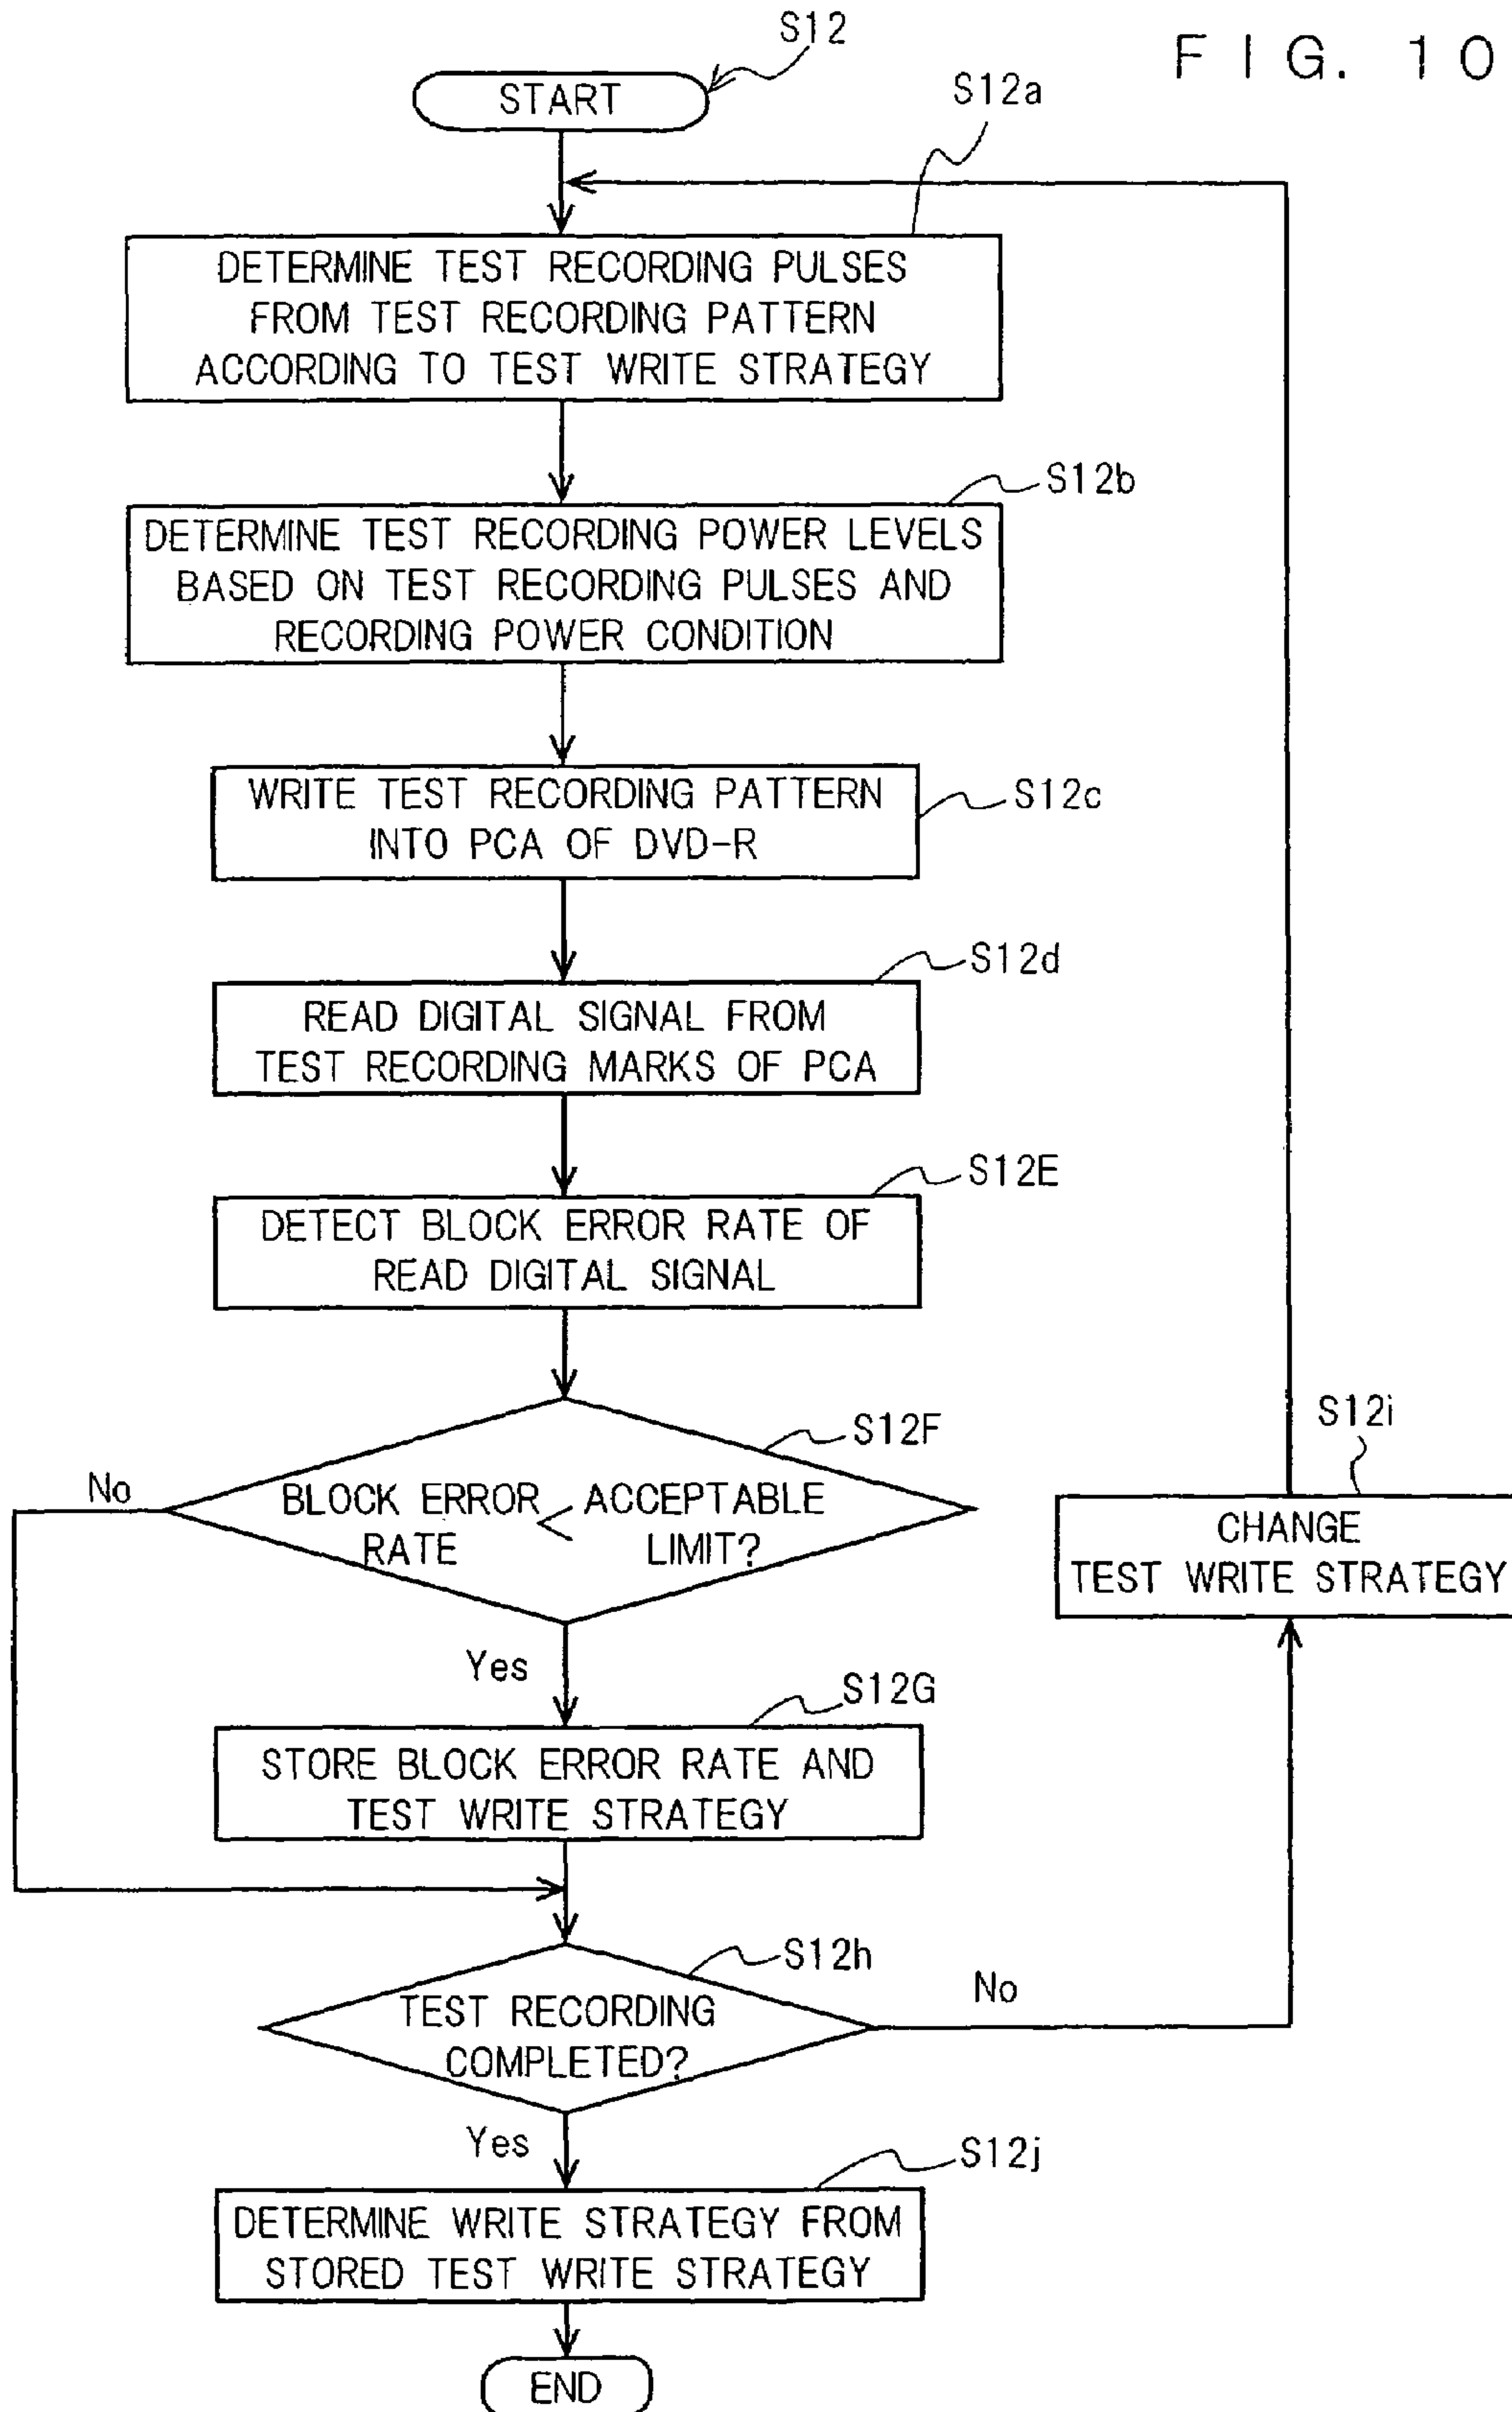 S12
FIG. 10
START
S12a
DETERMINE TEST RECORDING PULSES
FROM TEST RECORDING PATTERN
ACCORDING TO TEST WRITE STRATEGY
S12b
DETERMINE TEST RECORDING POWER LEVELS
BASED ON TEST RECORDING PULSES AND
RECORDING POWER CONDITION
WRITE TEST RECORDING PATTERN
INTO PCA OF DVD-R
S12c
S12d
READ DIGITAL SIGNAL FROM
TEST RECORDING MARKS OF PCA
S12E
DETECT BLOCK ERROR RATE OF
READ DIGITAL SIGNAL
S12F
No
BLOCK ERROR RATE < ACCEPTABLE LIMIT?
S12i
CHANGE
TEST WRITE STRATEGY
Yes
S12G
STORE BLOCK ERROR RATE AND
TEST WRITE STRATEGY
S12h
TEST RECORDING
COMPLETED?
No
Yes
S12j
DETERMINE WRITE STRATEGY FROM
STORED TEST WRITE STRATEGY
END